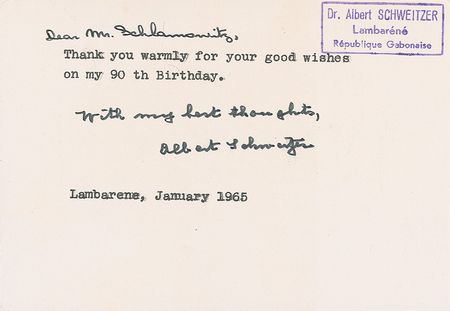 Dr. Albert SCHWEITZER
Lambaréné
République Gabonaise
Dear Mr. Schlamowitz,
Thank you warmly for your good wishes
on my 90 th Birthday.
With my best thoughts,
Albert Schweitzer
Lambarene, January 1965